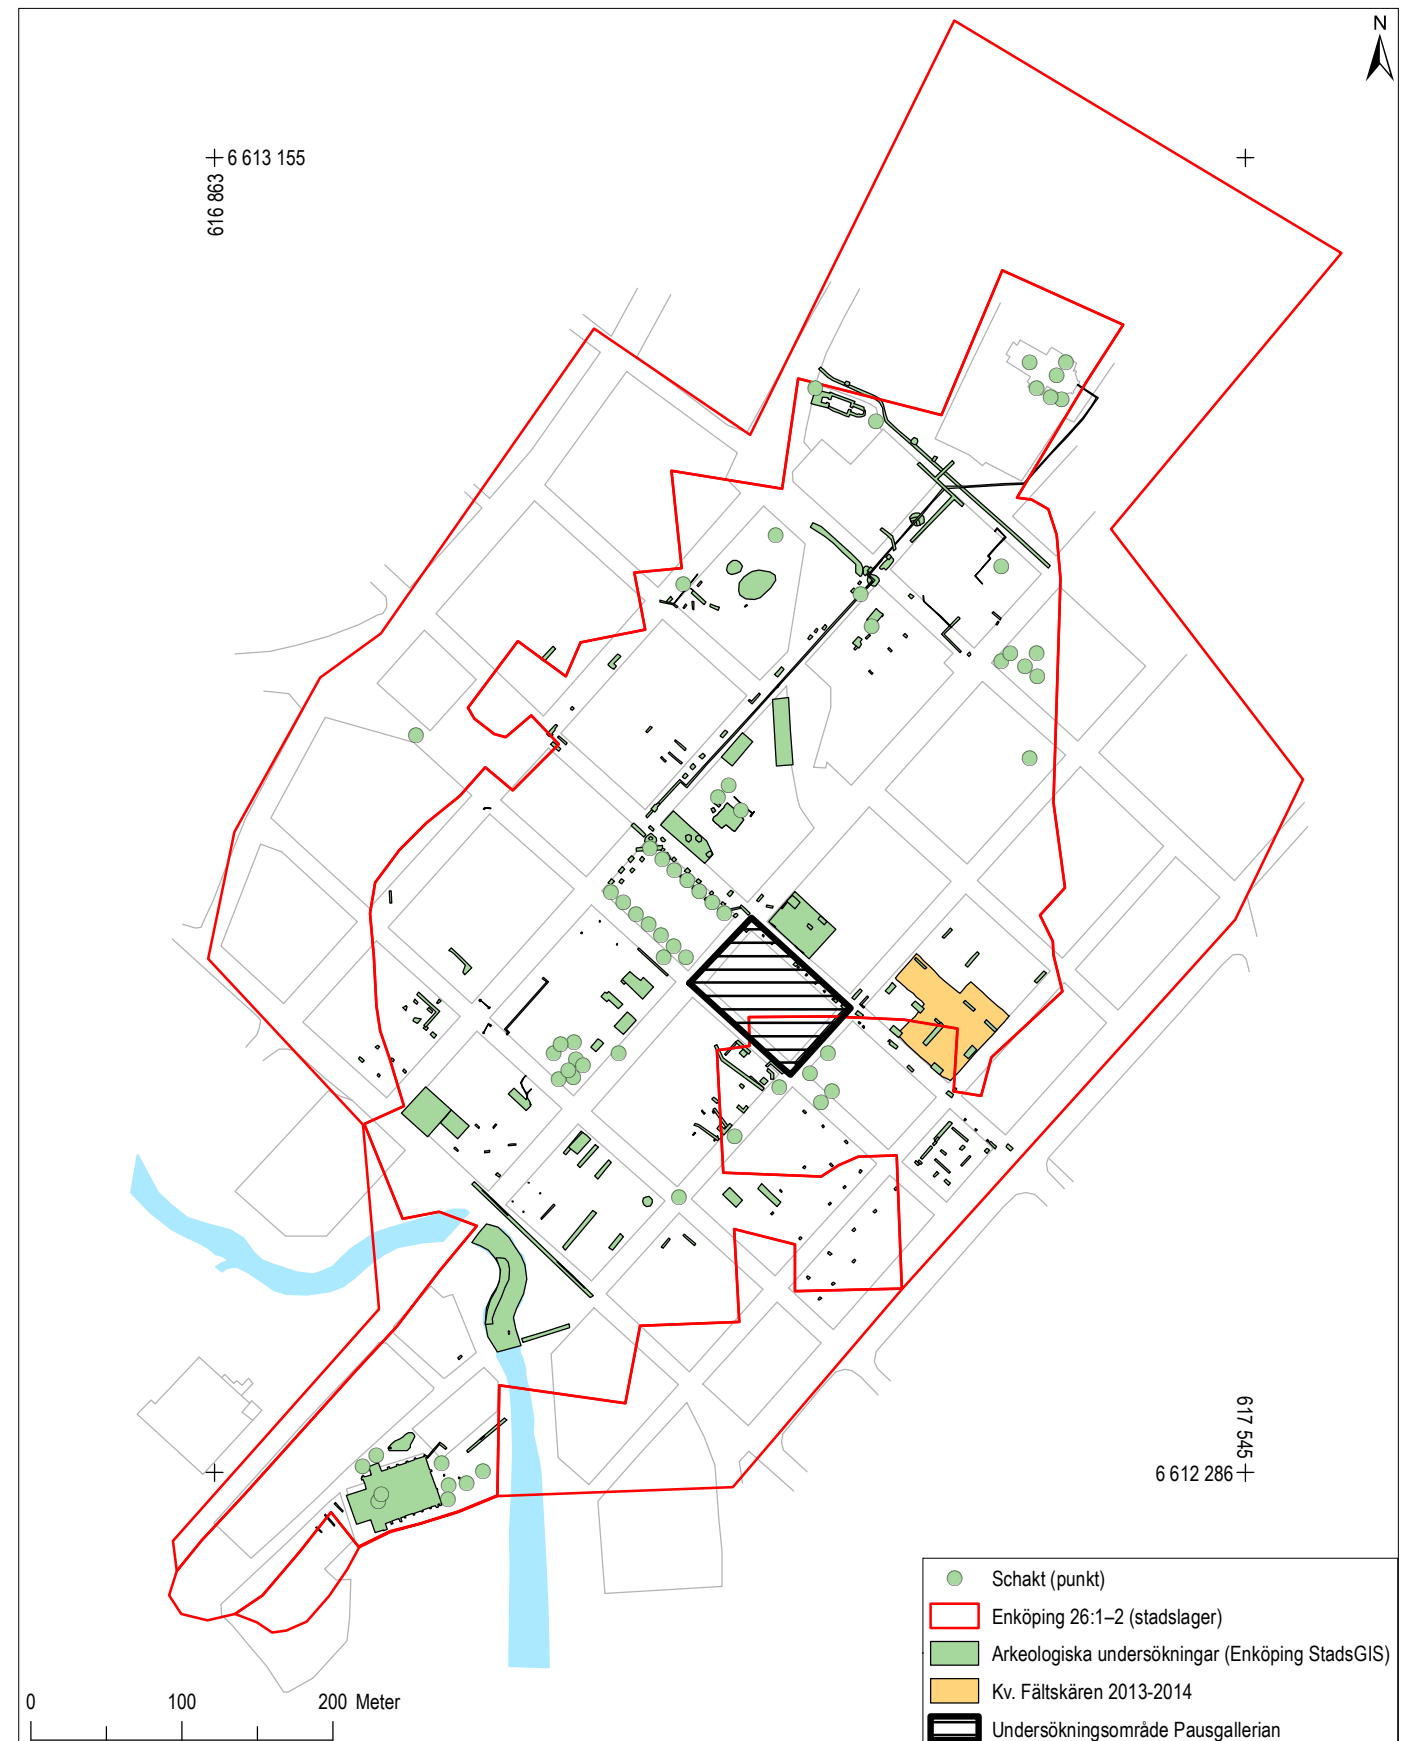 N
6 613 155
616 863
617 545
6 612 286
Schakt (punkt)
Enköping 26:1–2 (stadslager)
Arkeologiska undersökningar (Enköping StadsGIS)
Kv. Fältskären 2013-2014
Undersökningsområde Pausgallerian
0 100 200 Meter